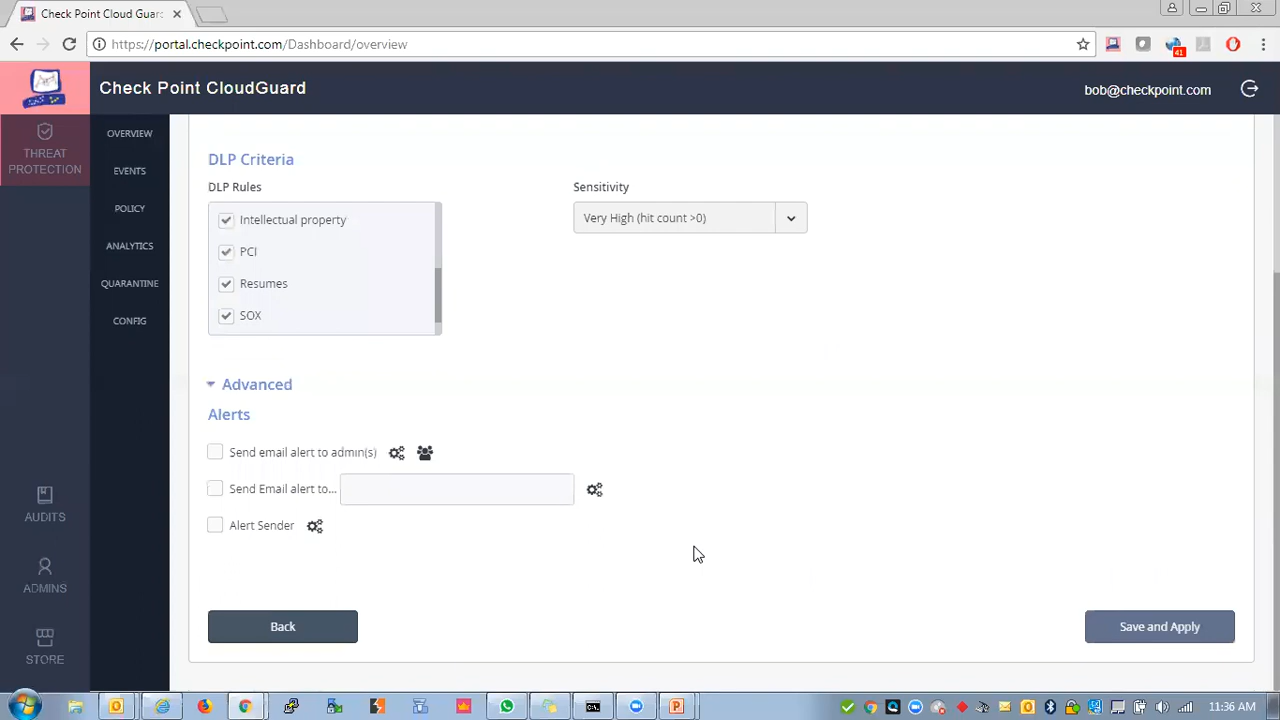 Check Point Cloud Guar
https://portal.checkpoint.com/Dashboard/overview
41
Check Point CloudGuard
bob@checkpoint.com
THREAT
PROTECTION
OVERVIEW
EVENTS
POLICY
ANALYTICS
QUARANTINE
CONFIG
AUDITS
ADMINS
STORE
DLP Criteria
DLP Rules
Sensitivity
Intellectual property
PCI
Resumes
SOX
Very High (hit count >0)
Advanced
Alerts
Send email alert to admin(s)
Send Email alert to...
Alert Sender
Back
Save and Apply
11:36 AM